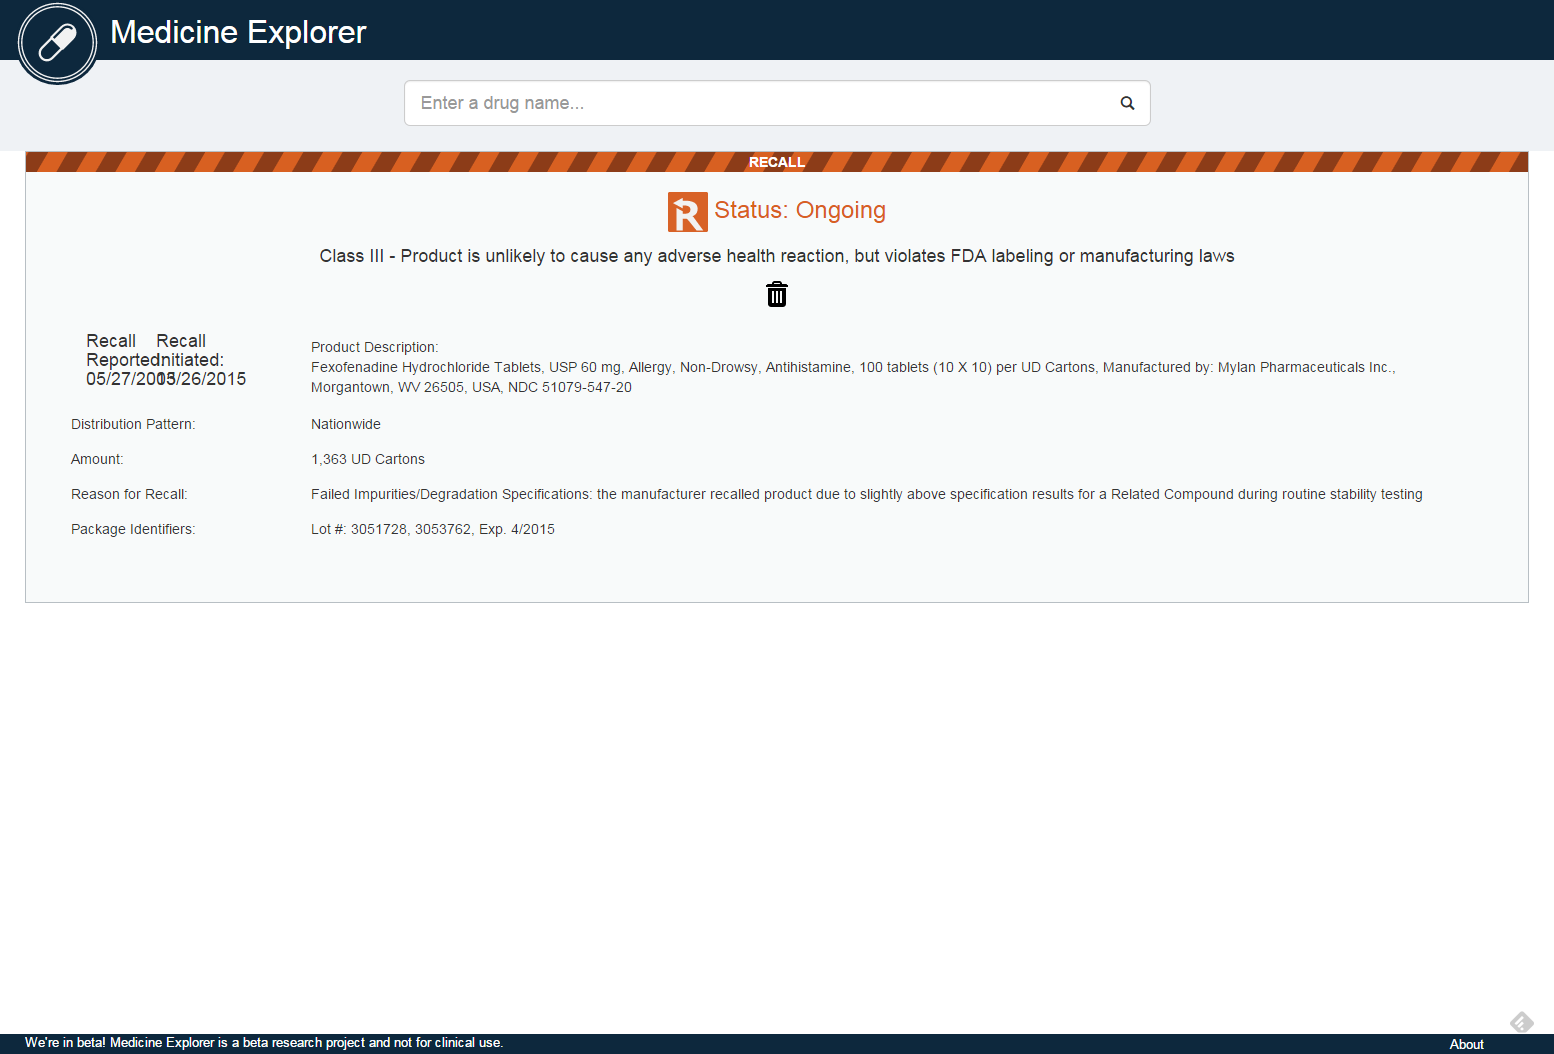 Medicine Explorer
Enter a drug name...
RECALL
R Status: Ongoing
Class III - Product is unlikely to cause any adverse health reaction, but violates FDA labeling or manufacturing laws
Recall Reported: 05/27/2015
Recall Initiated: 05/26/2015
Product Description:
Fexofenadine Hydrochloride Tablets, USP 60 mg, Allergy, Non-Drowsy, Antihistamine, 100 tablets (10 X 10) per UD Cartons, Manufactured by: Mylan Pharmaceuticals Inc.,
Morgantown, WV 26505, USA, NDC 51079-547-20
Distribution Pattern: Nationwide
Amount: 1,363 UD Cartons
Reason for Recall: Failed Impurities/Degradation Specifications: the manufacturer recalled product due to slightly above specification results for a Related Compound during routine stability testing
Package Identifiers: Lot #: 3051728, 3053762, Exp. 4/2015
We're in beta! Medicine Explorer is a beta research project and not for clinical use.
About